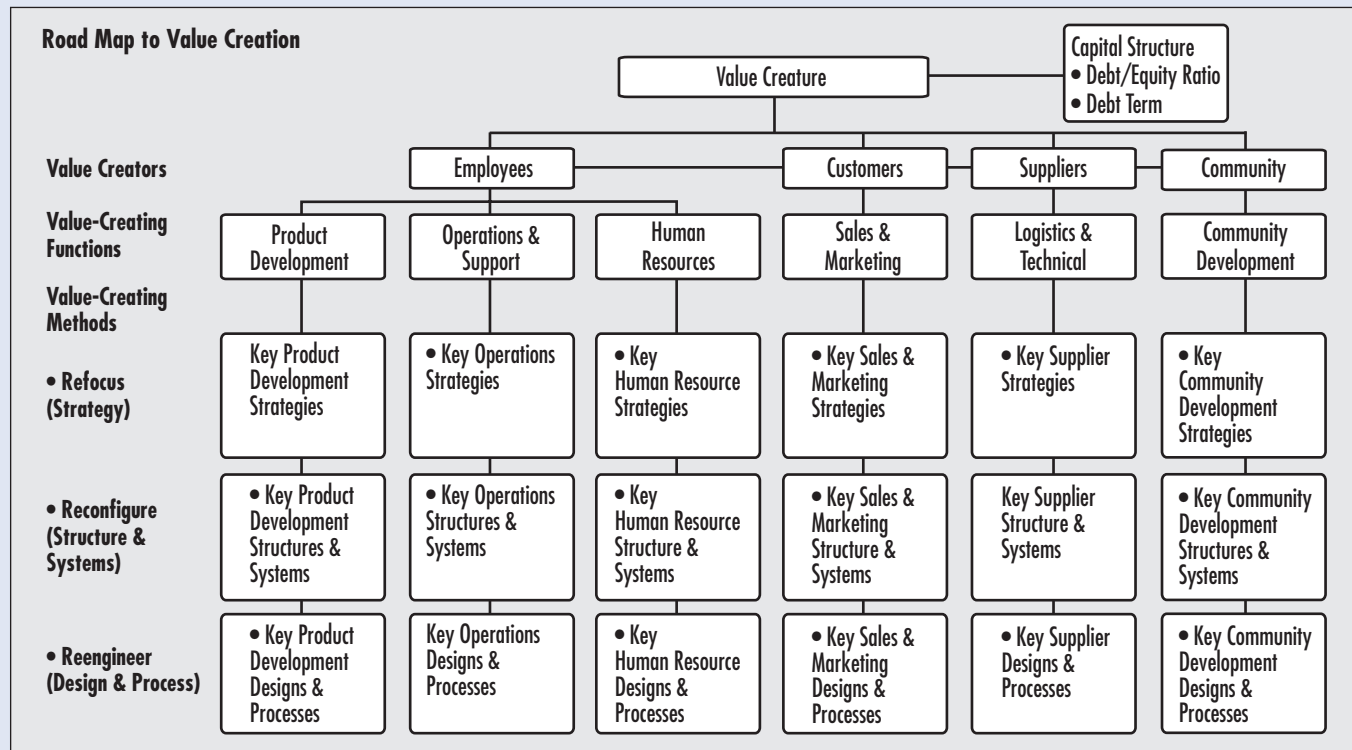 Road Map to Value Creation
Value Creature
Capital Structure
• Debt/Equity Ratio
• Debt Term
Value Creators
Employees
Customers
Suppliers
Community
Value-Creating
Functions
Product
Development
Operations &
Support
Human
Resources
Sales &
Marketing
Logistics &
Technical
Community
Development
Value-Creating
Methods
• Refocus
(Strategy)
Key Product
Development
Strategies
• Key Operations
Strategies
• Key
Human Resource
Strategies
• Key Sales &
Marketing
Strategies
• Key Supplier
Strategies
• Key
Community
Development
Strategies
• Reconfigure
(Structure &
Systems)
• Key Product
Development
Structures &
Systems
• Key Operations
Structures &
Systems
• Key
Human Resource
Structure &
Systems
• Key Sales &
Marketing
Structure &
Systems
Key Supplier
Structure &
Systems
• Key Community
Development
Structures &
Systems
• Reengineer
(Design & Process)
• Key Product
Development
Designs &
Processes
Key Operations
Designs &
Processes
• Key
Human Resource
Designs &
Processes
• Key Sales &
Marketing
Designs &
Processes
• Key Supplier
Designs &
Processes
• Key Community
Development
Designs &
Processes